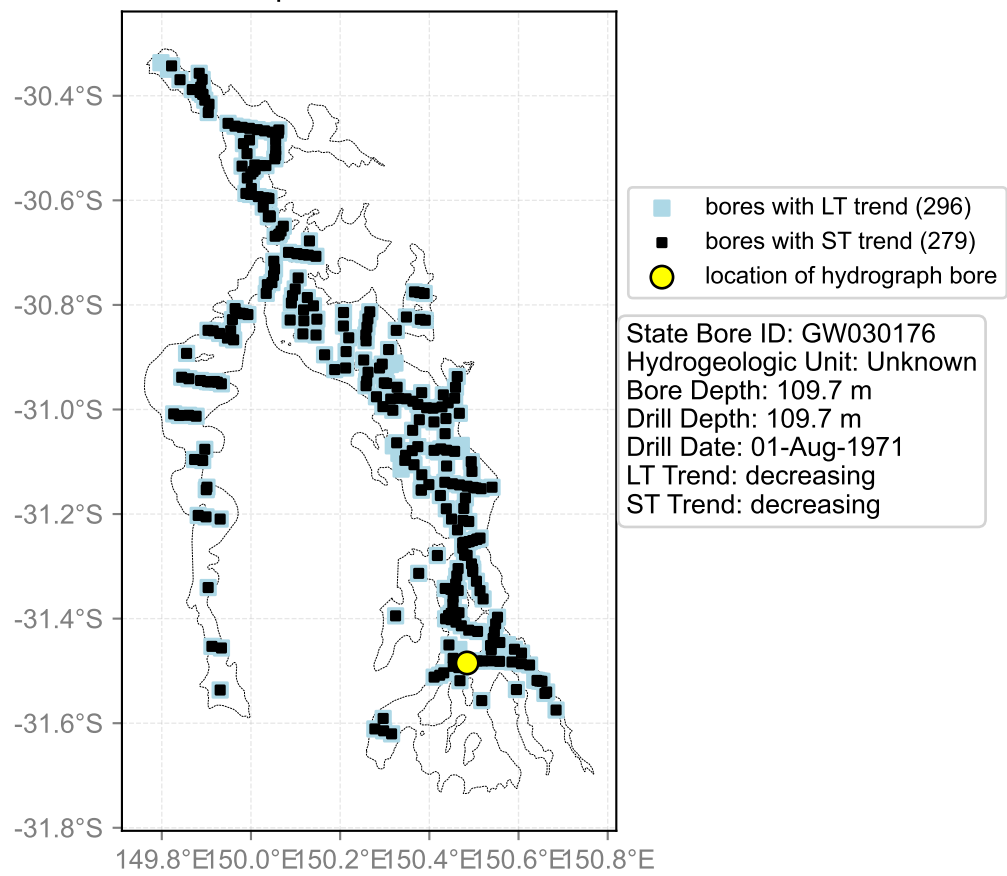 -30.4°S
-30.6°S
-30.8°S
-31.0°S
-31.2°S
-31.4°S
-31.6°S
-31.8°S
149.8°E150.0°E150.2°E150.4°E150.6°E150.8°E
bores with LT trend (296)
bores with ST trend (279)
location of hydrograph bore
State Bore ID: GW030176
Hydrogeologic Unit: Unknown
Bore Depth: 109.7 m
Drill Depth: 109.7 m
Drill Date: 01-Aug-1971
LT Trend: decreasing
ST Trend: decreasing